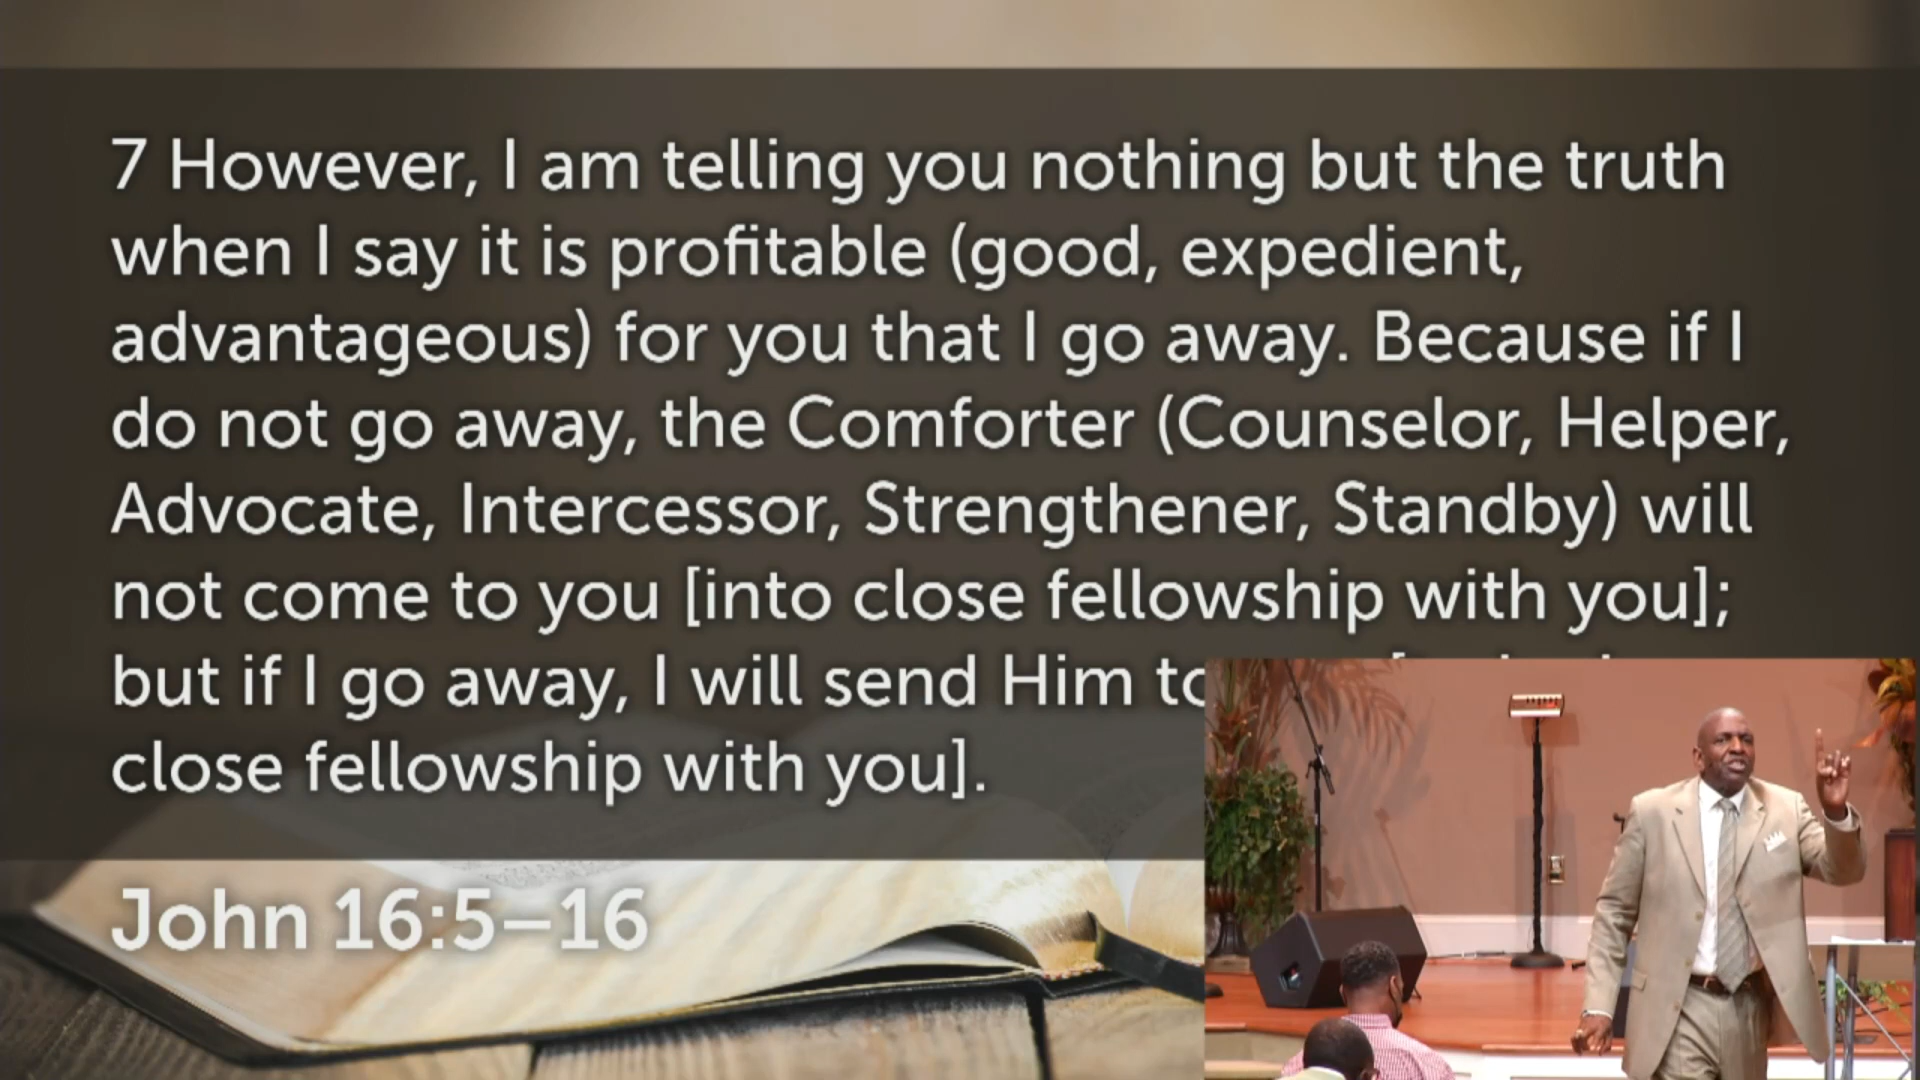 7 However, I am telling you nothing but the truth
when I say it is profitable (good, expedient,
advantageous) for you that I go away. Because if I
do not go away, the Comforter (Counselor, Helper,
Advocate, Intercessor, Strengthener, Standby) will
not come to you [into close fellowship with you];
but if I go away, I will send Him to
close fellowship with you].
John 16:5–16